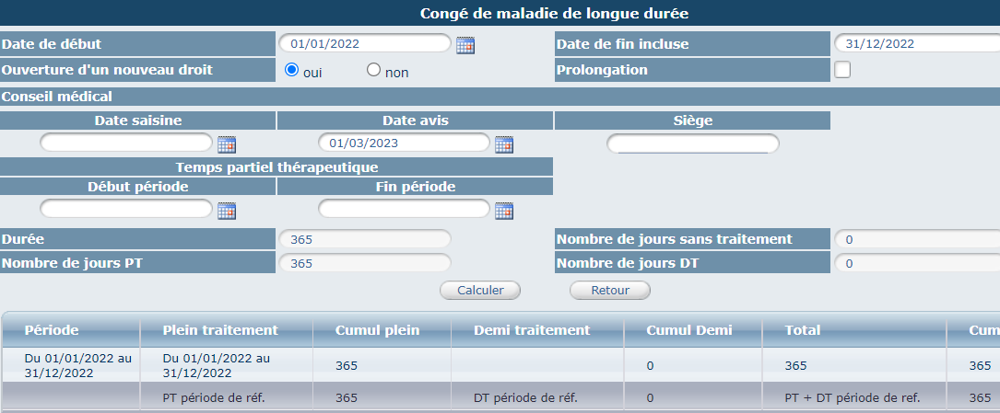 Congé de maladie de longue durée
Date de début 01/01/2022 Date de fin incluse 31/12/2022
Ouverture d'un nouveau droit oui non Prolongation
Conseil médical
Date saisine Date avis Siège
01/03/2023
Temps partiel thérapeutique
Début période Fin période
Durée 365 Nombre de jours sans traitement 0
Nombre de jours PT 365 Nombre de jours DT 0
Calculer Retour
Période Plein traitement Cumul plein Demi traitement Cumul Demi Total Cum
Du 01/01/2022 au Du 01/01/2022 au
31/12/2022 31/12/2022 365 0 365 365
PT période de réf. 365 DT période de réf. 0 PT + DT période de ref. 365